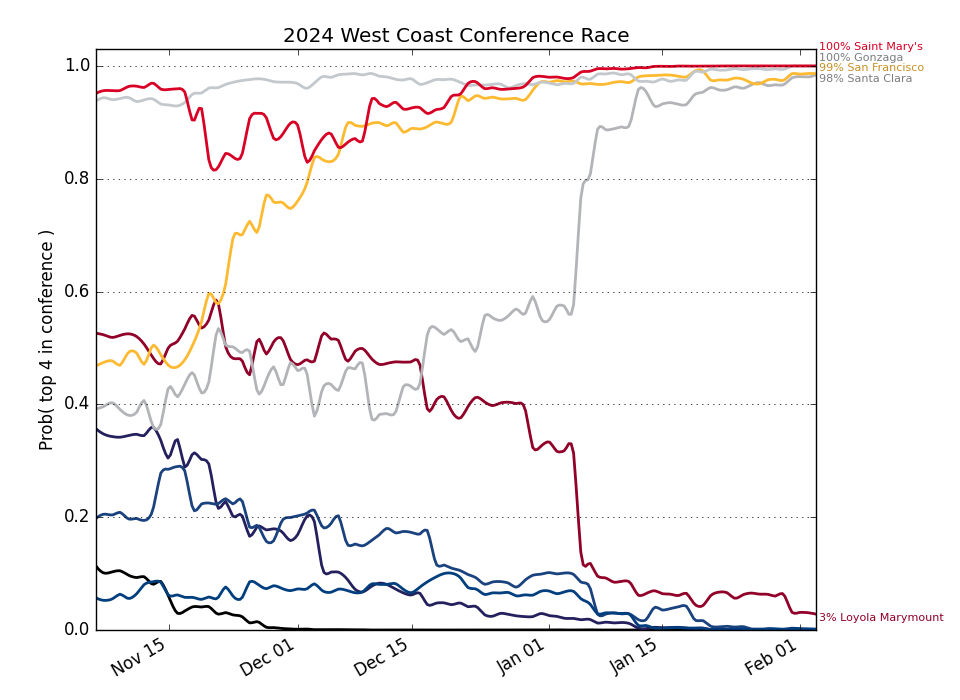 2024 West Coast Conference Race
100% Saint Mary's
100% Gonzaga
99% San Francisco
98% Santa Clara
3% Loyola Marymount
Prob( top 4 in conference )
1.0
0.8
0.6
0.4
0.2
0.0
Nov 15
Dec 01
Dec 15
Jan 01
Jan 15
Feb 01